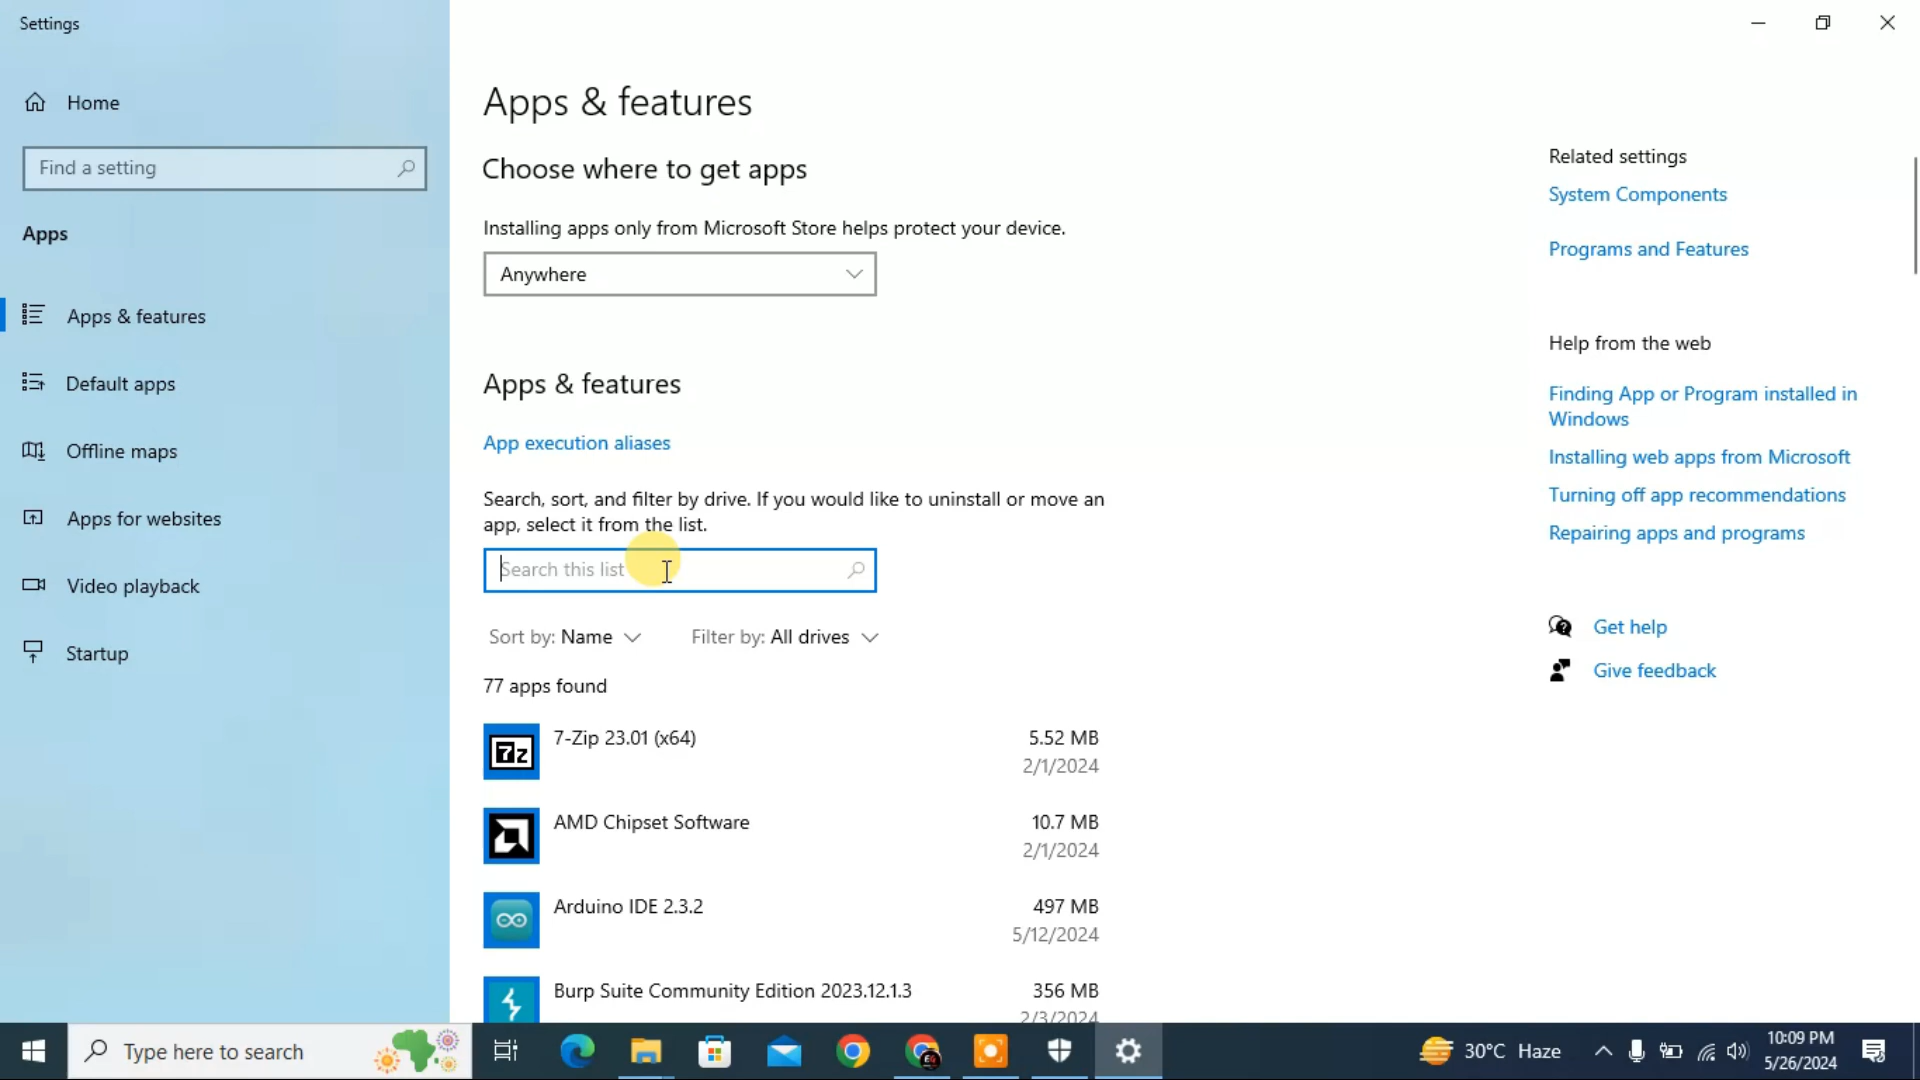 Settings
Home
Find a setting
Apps
Apps & features
Default apps
Offline maps
Apps for websites
Video playback
Startup
Apps & features
Choose where to get apps
Installing apps only from Microsoft Store helps protect your device.
Anywhere
Apps & features
App execution aliases
Search, sort, and filter by drive. If you would like to uninstall or move an
app, select it from the list.
Search this list
Sort by: Name Filter by: All drives
77 apps found
7-Zip 23.01 (x64) 5.52 MB
2/1/2024
AMD Chipset Software 10.7 MB
2/1/2024
Arduino IDE 2.3.2 497 MB
5/12/2024
Burp Suite Community Edition 2023.12.1.3 356 MB
2/3/2024
Related settings
System Components
Programs and Features
Help from the web
Finding App or Program installed in
Windows
Installing web apps from Microsoft
Turning off app recommendations
Repairing apps and programs
Get help
Give feedback
Type here to search
30°C Haze
10:09 PM
5/26/2024